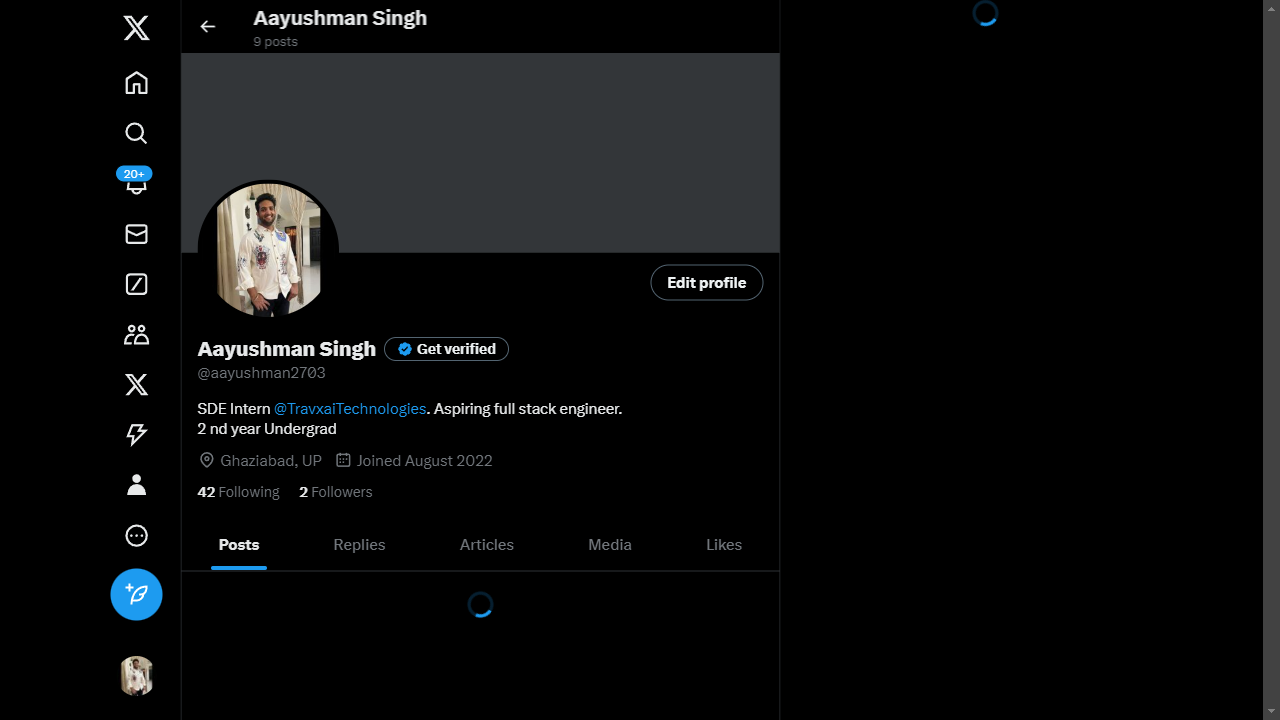 Aayushman Singh
9 posts
20+
Edit profile
Aayushman Singh
Get verified
@aayushman2703
SDE Intern @TravxaiTechnologies. Aspiring full stack engineer.
2 nd year Undergrad
Ghaziabad, UP Joined August 2022
42 Following 2 Followers
Posts Replies Articles Media Likes